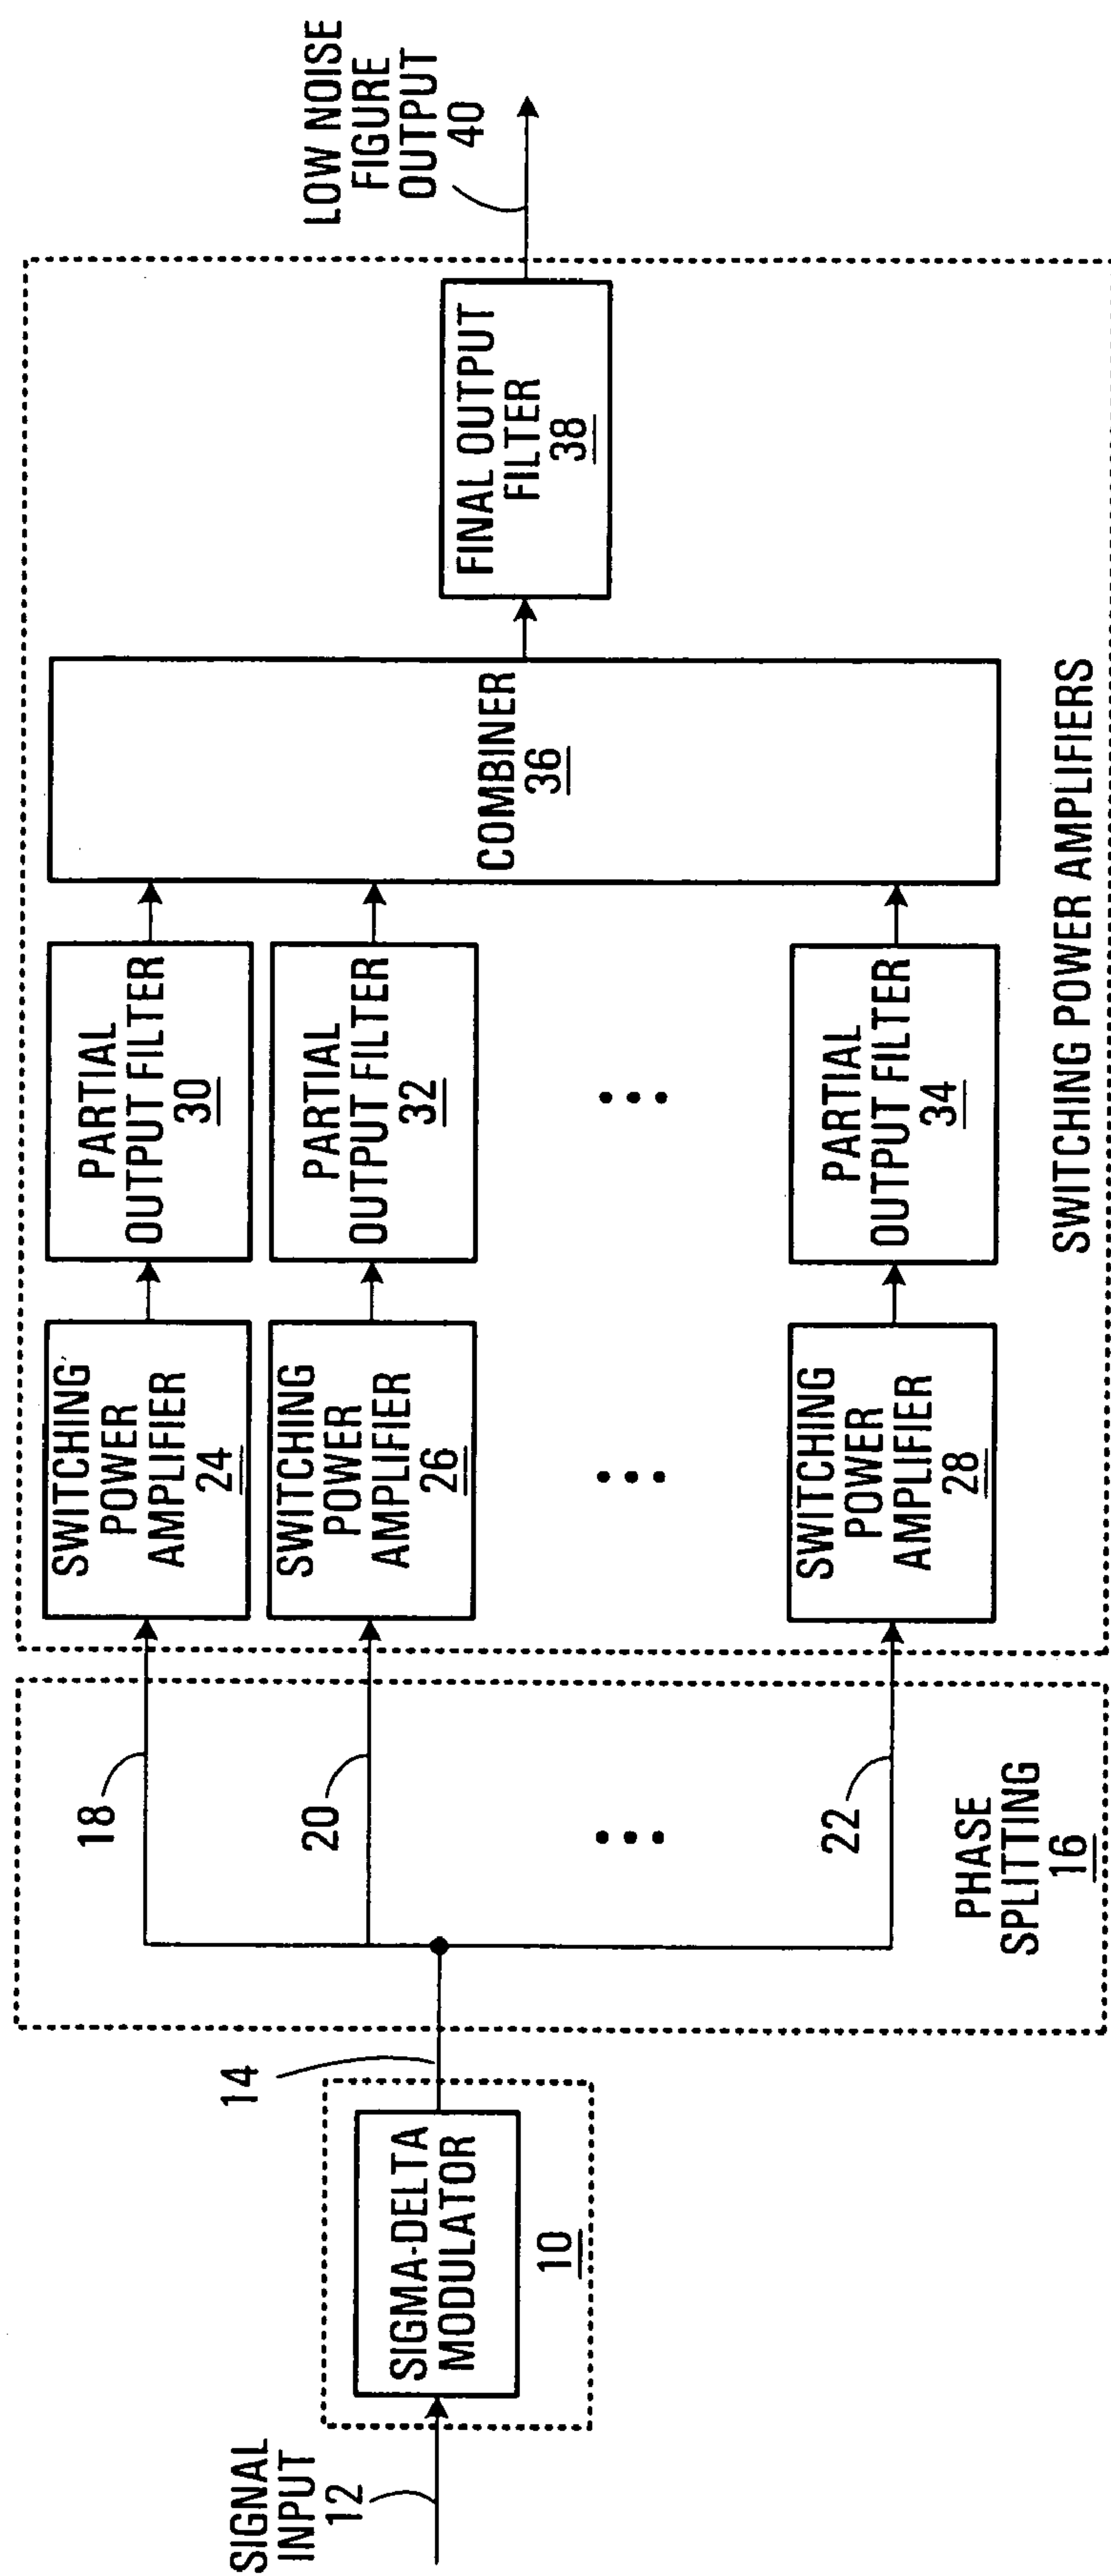 SIGNAL
INPUT
12
SIGMA-DELTA
MODULATOR
10
14
18
20
22
PHASE
SPLITTING
16
SWITCHING
POWER
AMPLIFIER
24
SWITCHING
POWER
AMPLIFIER
26
SWITCHING
POWER
AMPLIFIER
28
PARTIAL
OUTPUT FILTER
30
PARTIAL
OUTPUT FILTER
32
PARTIAL
OUTPUT FILTER
34
COMBINER
36
FINAL OUTPUT
FILTER
38
SWITCHING POWER AMPLIFIERS
LOW NOISE
FIGURE
OUTPUT
40